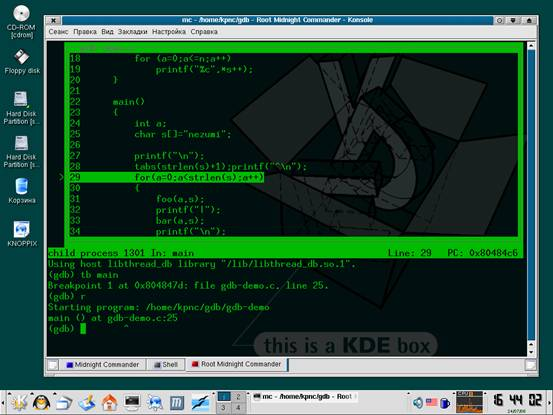 mc - /home/kpnc/gdb - Root Midnight Commander - Konsole
Сеанс Правка Вид Закладки Настройка Справка
CD-ROM
[cdrom]
Floppy disk
Hard Disk
Partition [s...
Hard Disk
Partition [s...
Корзина
KNOPPIX
18 for (a=0;a<=n;a++)
19 printf("%c",*s++);
20 }
21
22 main()
23 {
24 int a;
25 char s[]="nezumi";
26
27 printf("\n");
28 tabs(strlen(s)+1);printf("^\n");
29 for(a=0;a<strlen(s);a++)
30 {
31 foo(a,s);
32 printf("|");
33 bar(a,s);
34 printf("\n");
child process 1301 In: main Line: 29 PC: 0x80484c6
Using host libthread_db library "/lib/libthread_db.so.1".
(gdb) tb main
Breakpoint 1 at 0x804847d: file gdb-demo.c, line 25.
(gdb) r
Starting program: /home/kpnc/gdb/gdb-demo
main () at gdb-demo.c:25
(gdb) ^
this is a KDE box
Midnight Commander Shell Root Midnight Commander
1 2
3 4
mc - /home/kpnc/gdb - Root
CPU
16 44 02